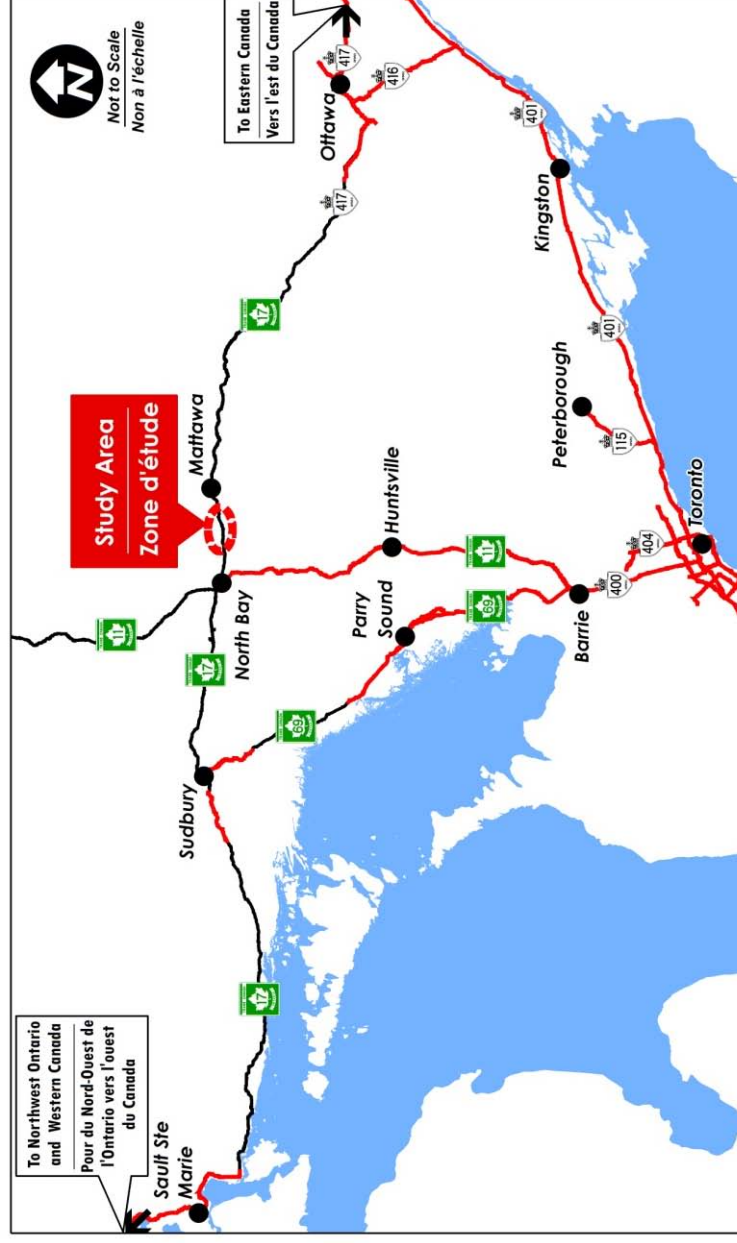 To Northwest Ontario
and Western Canada
Pour du Nord-Ouest de
l'Ontario vers l'ouest
du Canada
Sault Ste
Marie
17
Sudbury
17
69
North Bay
11
Study Area
Zone d'étude
Mattawa
17
Parry
Sound
69
Huntsville
11
Barrie
400
404
Toronto
Peterborough
115
401
Kingston
401
417
Ottawa
417
416
To Eastern Canada
Vers l'est du Canada
N
Not to Scale
Non à l'échelle